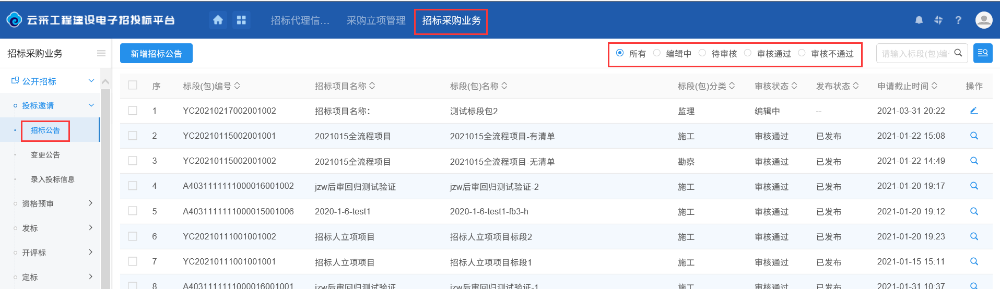 云采工程建设电子招投标平台 招标代理信... 采购立项管理 招标采购业务 ?
招标采购业务 新增招标公告 所有 编辑中 待审核 审核通过 审核不通过 请输入标段(包)编
公开招标
投标邀请
招标公告
变更公告
录入投标信息
资格预审
发标
开评标
定标
序 标段(包)编号 招标项目名称 标段(包)名称 标段(包)分类 审核状态 发布状态 申请截止时间 操作
1 YC20210217002001002 招标项目名称: 测试标段包2 监理 编辑中 -- 2021-03-31 20:22
2 YC20210115002001001 2021015全流程项目 2021015全流程项目-有清单 施工 审核通过 已发布 2021-01-22 15:08
3 YC20210115002001002 2021015全流程项目 2021015全流程项目-无清单 勘察 审核通过 已发布 2021-01-22 14:49
4 A4031111111000016001002 jzw后审回归测试验证 jzw后审回归测试验证-2 施工 审核通过 已发布 2021-01-20 19:17
5 A4031111111000015001006 2020-1-6-test1 2020-1-6-test1-fb3-h 施工 审核通过 已发布 2021-01-20 19:12
6 YC20210111001001002 招标人立项项目 招标人立项项目标段2 施工 审核通过 已发布 2021-01-20 19:23
7 YC20210111001001001 招标人立项项目 招标人立项项目标段1 施工 审核通过 已发布 2021-01-15 15:11
8 A4031111111000016001001 jzw后审回归测试验证 jzw后审回归测试验证-1 施工 审核通过 已发布 2021-01-31 10:37